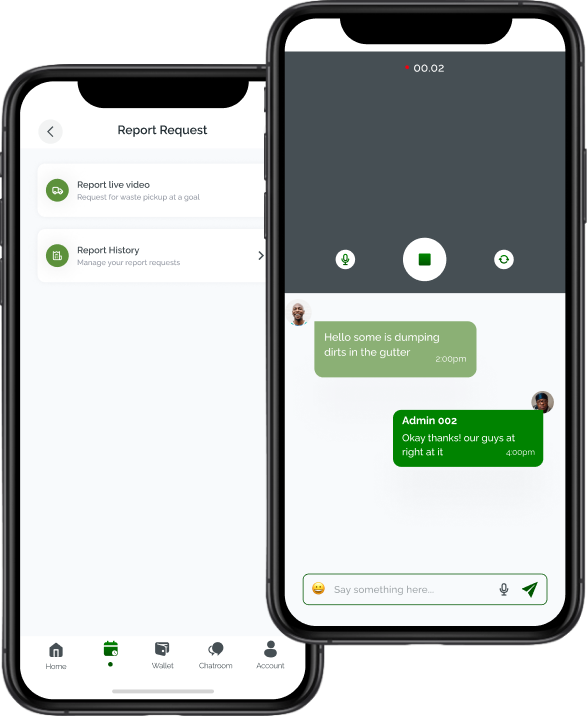 Report Request
Report live video
Request for waste pickup at a goal
Report History
Manage your report requests
Home
Wallet
Chatroom
Account
00.02
Hello some is dumping
dirts in the gutter
2:00pm
Admin 002
Okay thanks! our guys at
right at it
4:00pm
Say something here...